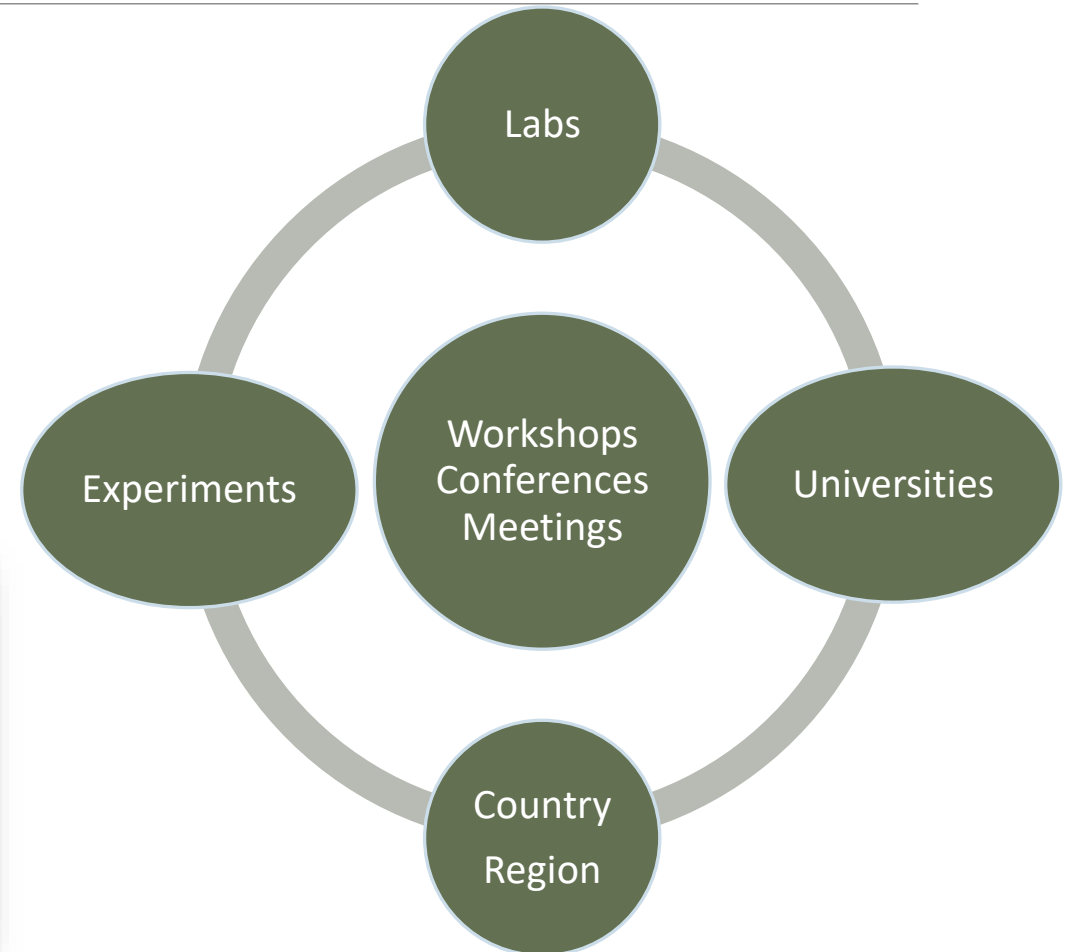 Labs
Workshops
Conferences
Meetings
Experiments
Universities
Country
Region